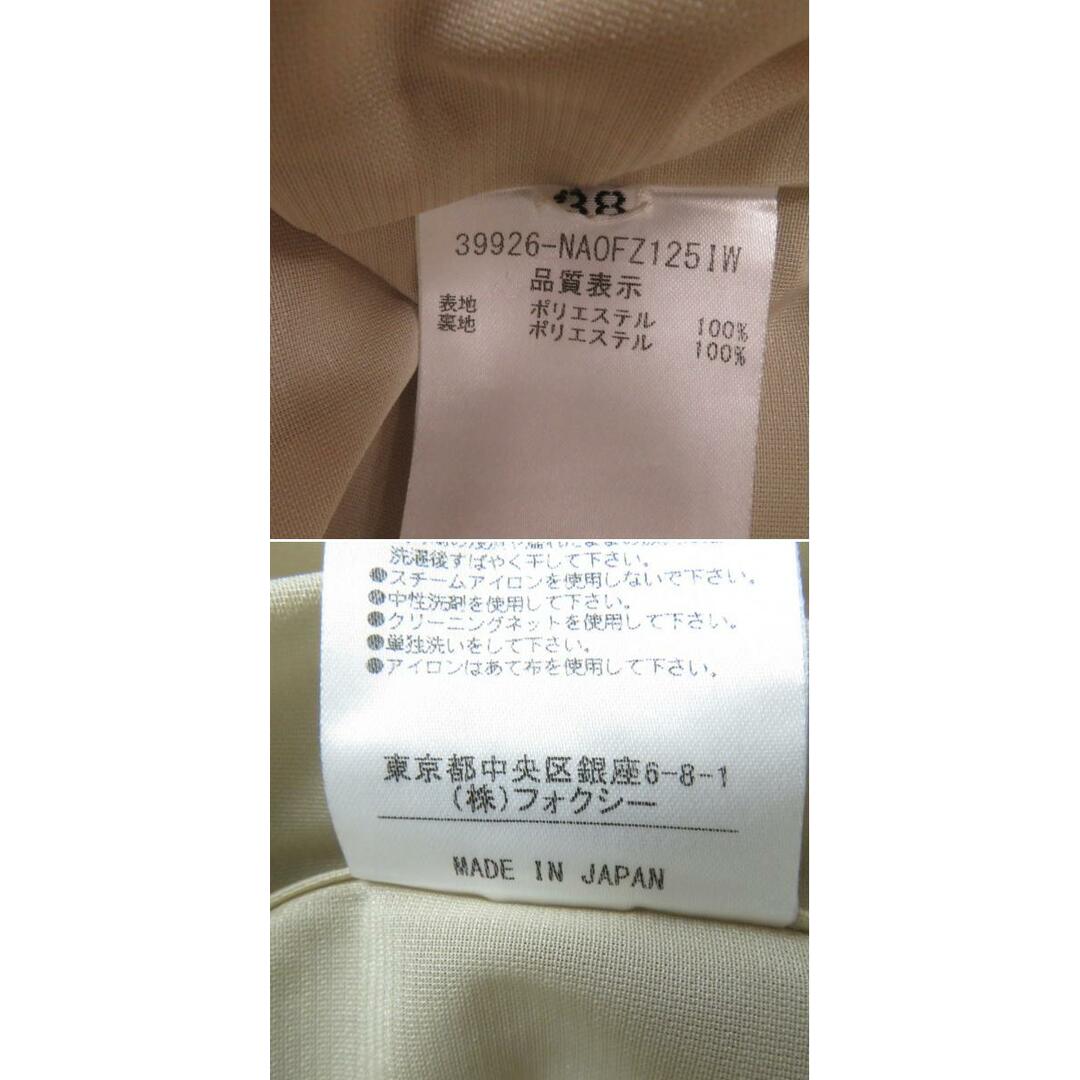 38
39926-NAOFZ125IW
品質表示
表地 ポリエステル 100%
裏地 ポリエステル 100%
洗濯後すばやく干して下さい。
●スチームアイロンを使用しないで下さい。
●中性洗剤を使用して下さい。
●クリーニングネットを使用して下さい。
●単独洗いをして下さい。
●アイロンはあて布を使用して下さい。
東京都中央区銀座6-8-1
(株)フォクシー
MADE IN JAPAN